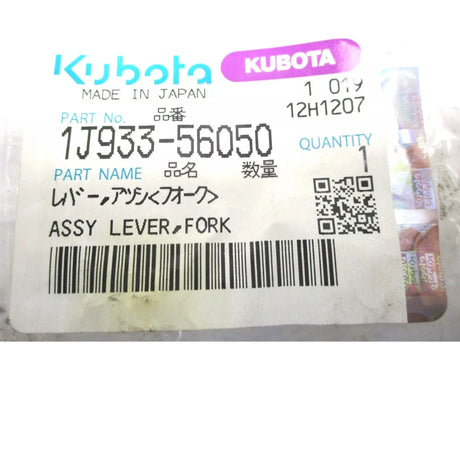 Kubota KUBOTA
MADE IN JAPAN
1 019
12H1207
PART No. 品番
1J933-56050
QUANTITY
PART NAME 品名 数量 1
レバー,アツシ<フオーク>
ASSY LEVER,FORK